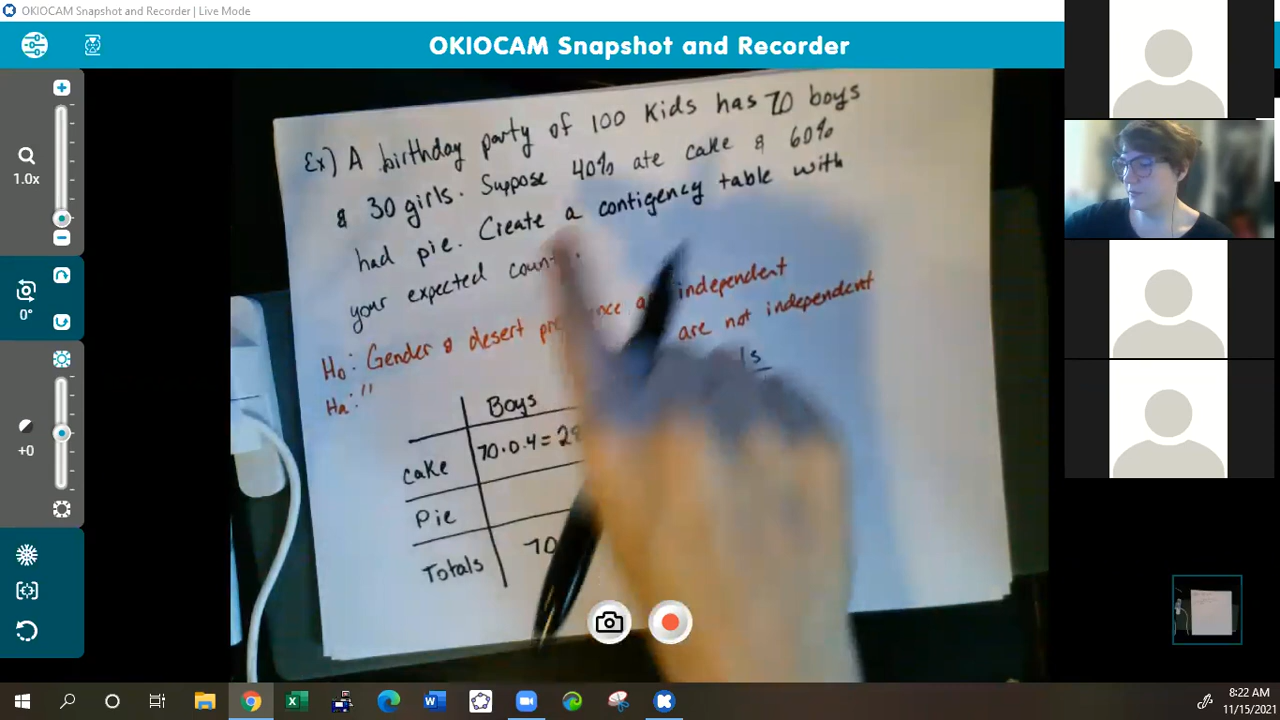 OKIOCAM Snapshot and Recorder | Live Mode
OKIOCAM Snapshot and Recorder
1.0x
0°
+0
Ex) A birthday party of 100 Kids has 70 boys
& 30 girls. Suppose 40% ate cake & 60%
had pie. Create a contigency table with
your expected
Ho: Gender & desert independent
Ha: " are not independent
Boys
cake 70·0.4=28
Pie
Totals 70
8:22 AM
11/15/2021